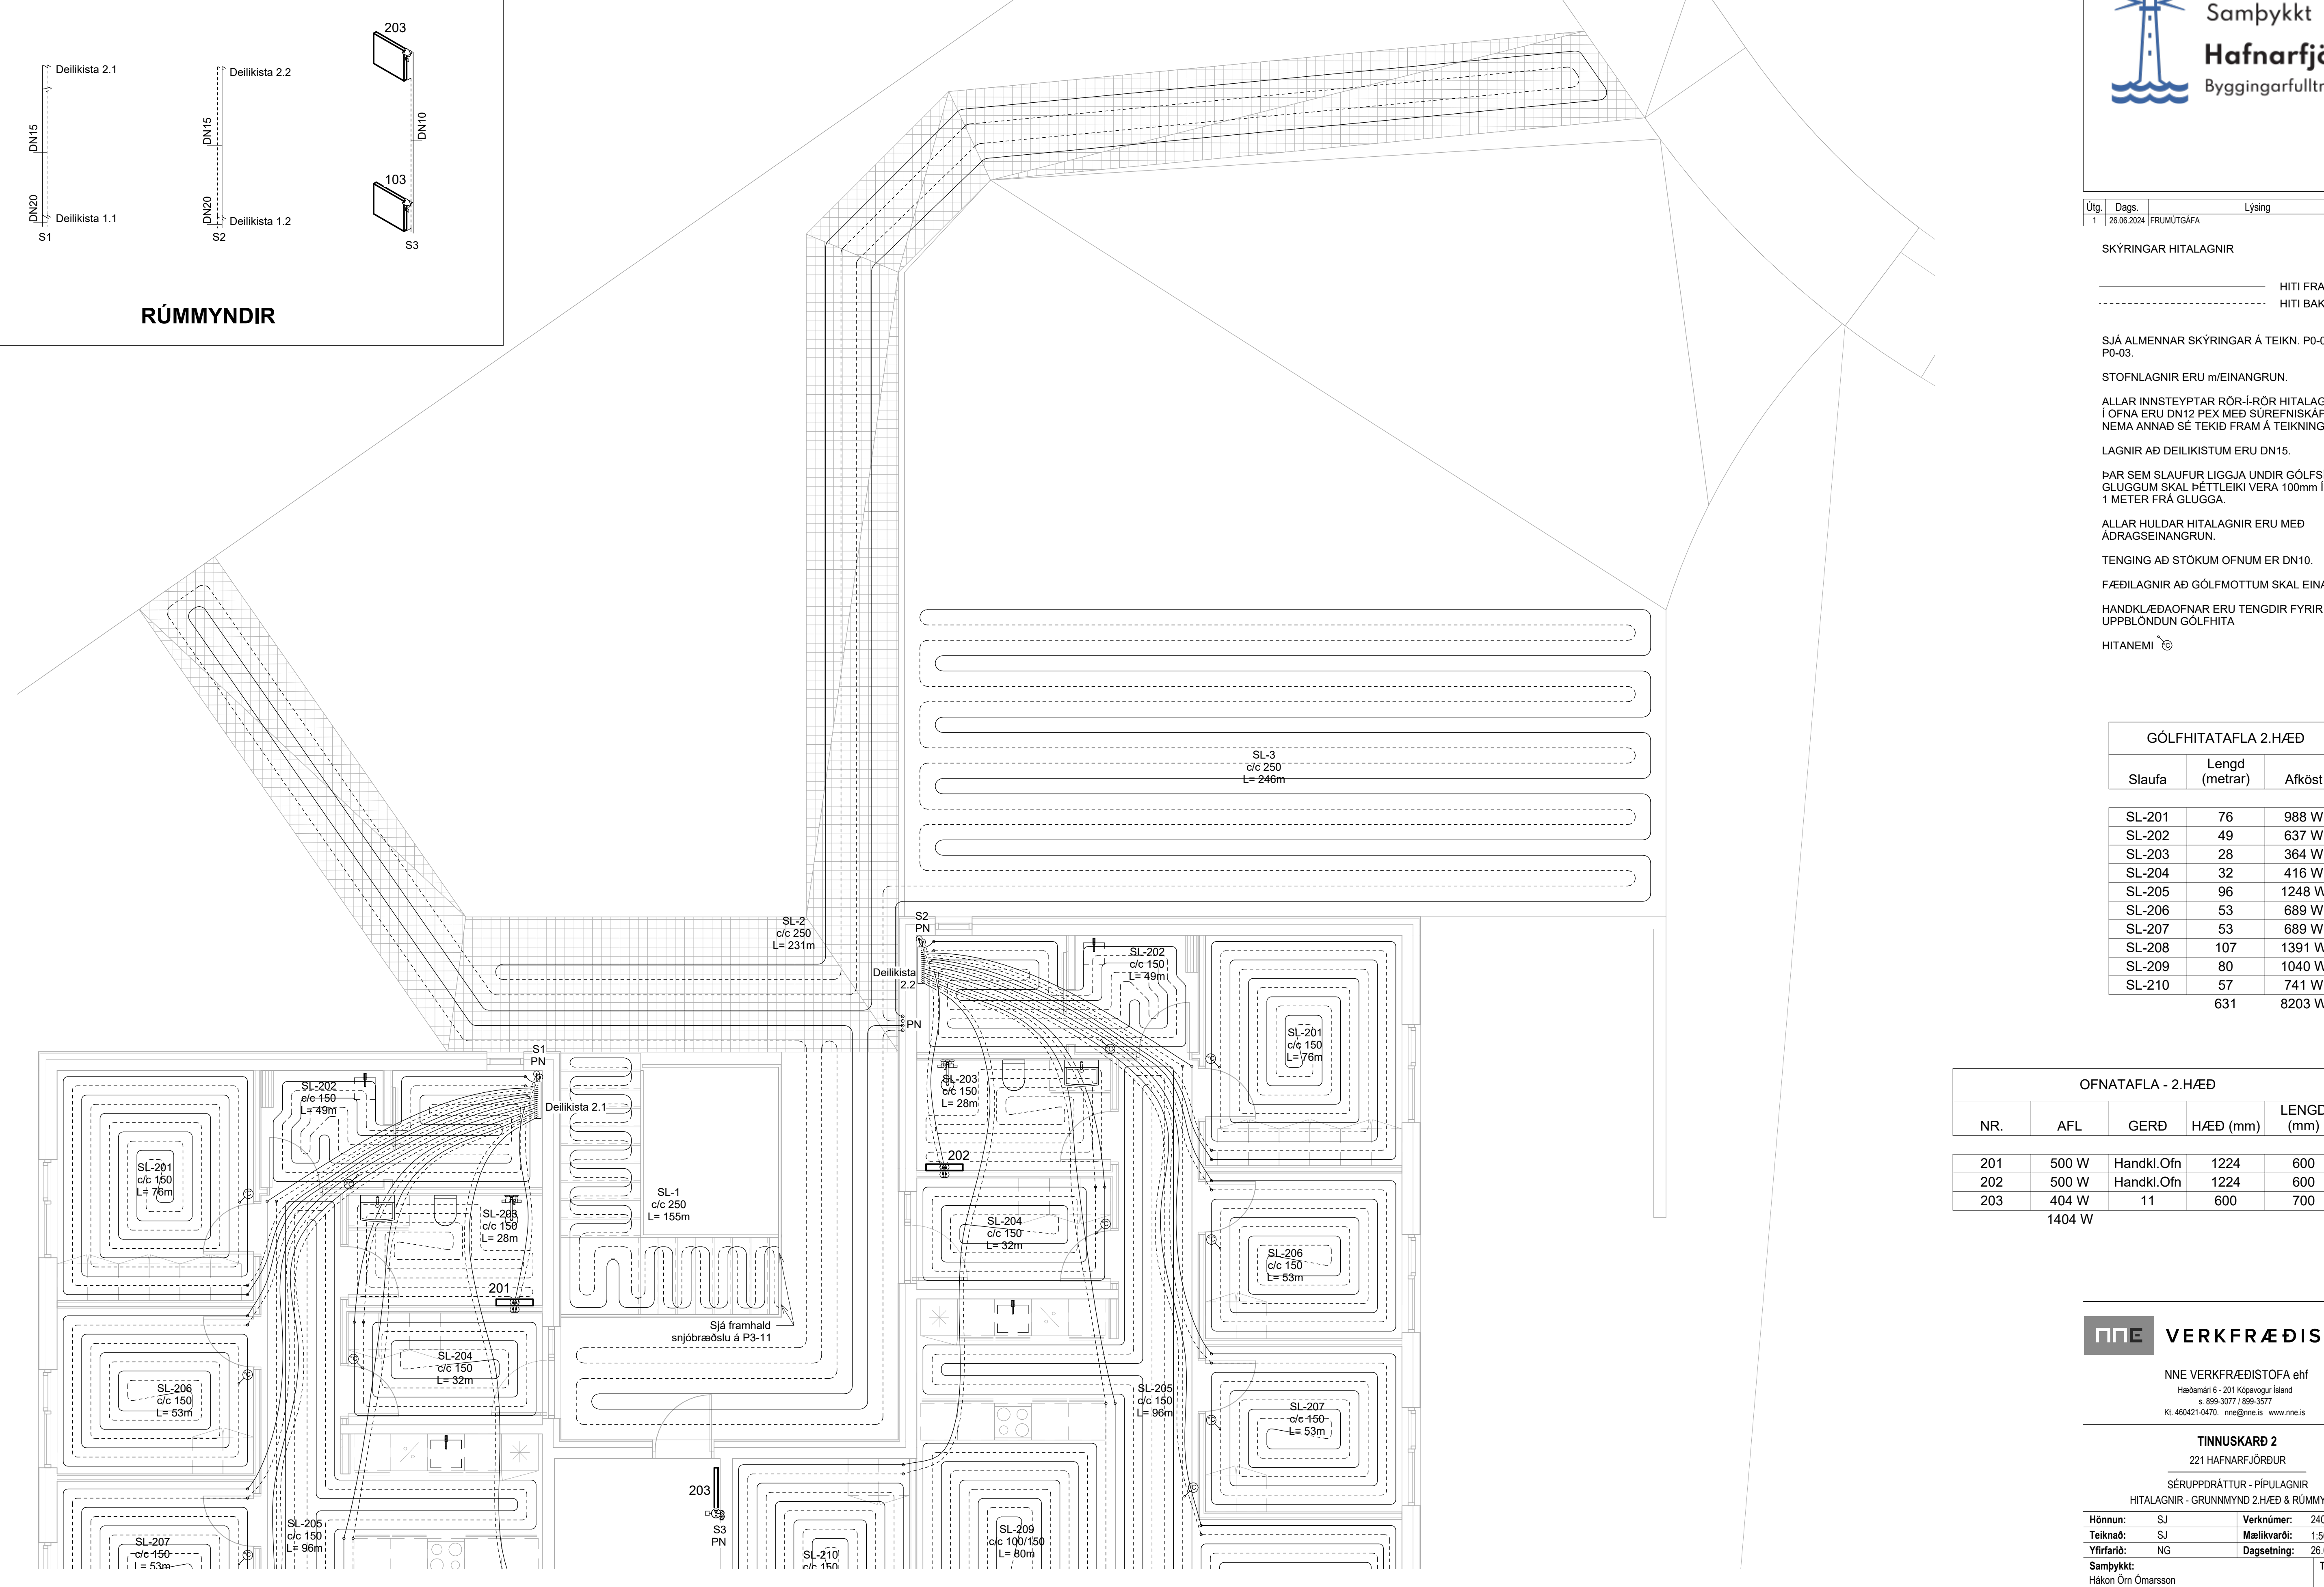 203
Deilikista 2.1
Deilikista 2.2
DN15
DN15
DN10
103
DN20
DN20
Deilikista 1.1
Deilikista 1.2
S1
S2
S3
RÚMMYNDIR
Samþykkt
Útg. Dags. Lýsing
1 26.06.2024 FRUMÚTGÁFA
SKÝRINGAR HITALAGNIR
HITI
HITI
SJÁ ALMENNAR SKÝRINGAR Á TEIKN.
P0-03.
STOFNLAGNIR ERU m/EINANGRUN.
ALLAR INNSTEYPTAR RÖR-Í-RÖR
Í OFNA ERU DN12 PEX MEÐ
NEMA ANNAÐ SÉ TEKIÐ FRAM Á
LAGNIR AÐ DEILIKISTUM ERU DN15.
ÞAR SEM SLAUFUR LIGGJA UNDIR
GLUGGUM SKAL ÞÉTTLEIKI VERA 100mm Í
1 METER FRÁ GLUGGA.
ALLAR HULDAR HITALAGNIR ERU MEÐ
ÁDRAGSEINANGRUN.
TENGING AÐ STÖKUM OFNUM ER DN10.
FÆÐILAGNIR AÐ GÓLFMOTTUM SKAL
HANDKLÆÐAOFNAR ERU TENGDIR FYRIR
UPPBLÖNDUN GÓLFHITA
HITANEMI °C
GÓLFHITATAFLA 2.HÆÐ
Slaufa Lengd (metrar) Afköst
SL-201 76 988 W
SL-202 49 637 W
SL-203 28 364 W
SL-204 32 416 W
SL-205 96 1248 W
SL-206 53 689 W
SL-207 53 689 W
SL-208 107 1391 W
SL-209 80 1040 W
SL-210 57 741 W
631 8203 W
OFNATAFLA - 2.HÆÐ
NR. AFL GERÐ HÆÐ (mm) LENGD (mm)
201 500 W Handkl.Ofn 1224 600
202 500 W Handkl.Ofn 1224 600
203 404 W 11 600 700
1404 W
SL-3
c/c 250
L= 246m
SL-2
c/c 250
L= 231m
S2
PN
Deilikista
2.2
PN
SL-202
c/c 150
L= 49m
SL-201
c/c 150
L= 76m
SL-203
c/c 150
L= 28m
202
SL-204
c/c 150
L= 32m
SL-206
c/c 150
L= 53m
SL-205
c/c 150
L= 96m
SL-207
c/c 150
L= 53m
SL-209
c/c 100/150
L= 80m
SL-210
c/c 150
S1
PN
Deilikista 2.1
SL-202
c/c 150
L= 49m
SL-201
c/c 150
L= 76m
SL-203
c/c 150
L= 28m
201
SL-1
c/c 250
L= 155m
Sjá framhald
snjóbræðslu á P3-11
SL-204
c/c 150
L= 32m
SL-206
c/c 150
L= 53m
SL-205
c/c 150
L= 96m
SL-207
c/c 150
L= 53m
203
S3
PN
nne
NNE VERKFRÆÐISTOFA ehf
Hæðamári 6 - 201 Kópavogur Ísland
s. 899-3077 / 899-3577
Kt. 460421-0470. nne@nne.is www.nne.is
TINNUSKARÐ 2
221 HAFNARFJÖRÐUR
SÉRUPPDRÁTTUR - PÍPULAGNIR
HITALAGNIR - GRUNNMYND 2.HÆÐ &
Hönnun: SJ Verknúmer:
Teiknað: SJ Mælikvarði:
Yfirfarið: NG Dagsetning:
Samþykkt:
Hákon Örn Ómarsson